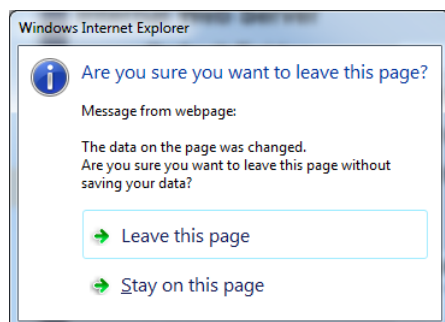 Windows Internet Explorer
Are you sure you want to leave this page?
Message from webpage:
The data on the page was changed.
Are you sure you want to leave this page without
saving your data?
Leave this page
Stay on this page